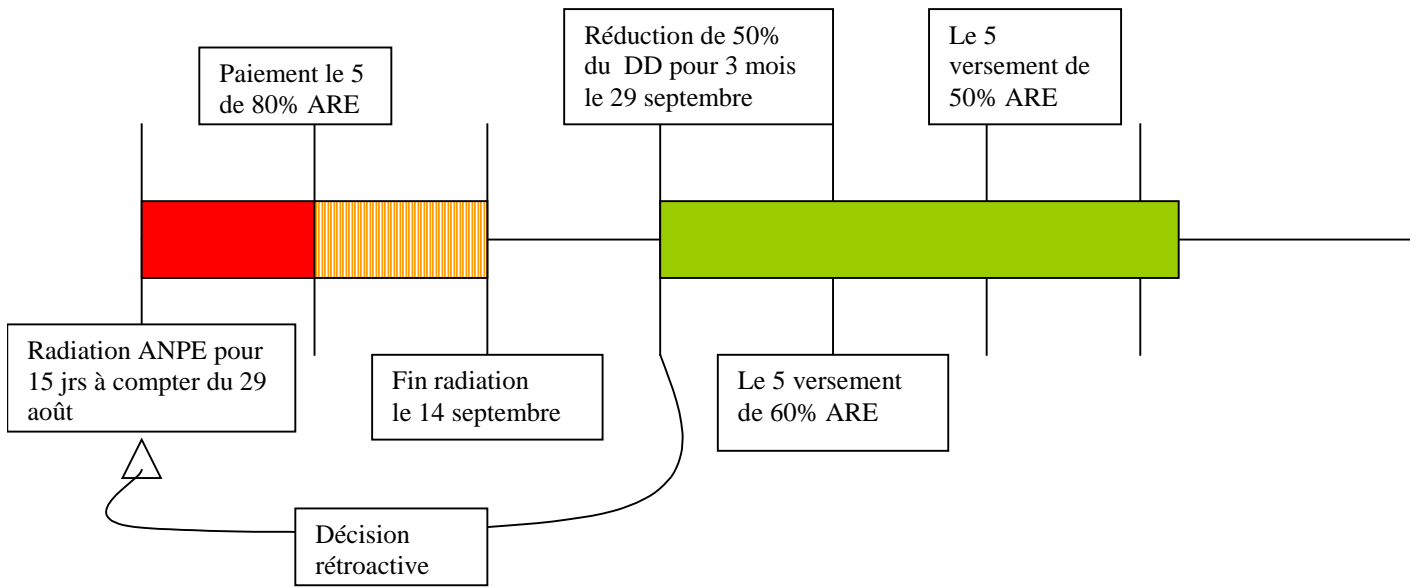 Paiement le 5
de 80% ARE
Réduction de 50%
du DD pour 3 mois
le 29 septembre
Le 5
versement de
50% ARE
Radiation ANPE pour
15 jrs à compter du 29
août
Fin radiation
le 14 septembre
Le 5 versement
de 60% ARE
Décision
rétroactive